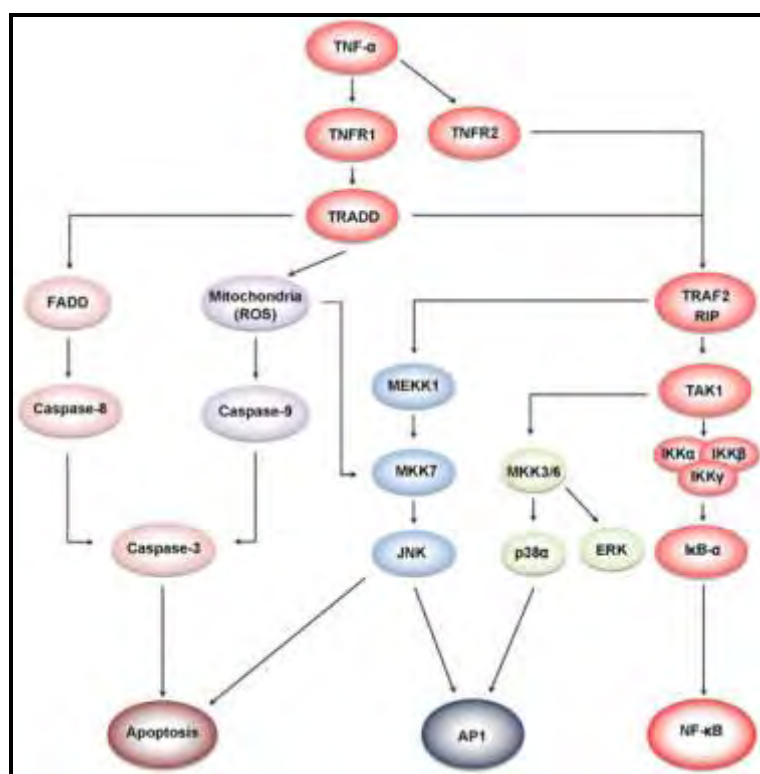 TNF-α
TNFR1
TNFR2
TRADD
FADD
Mitochondria
(ROS)
TRAF2
RIP
MEKK1
TAK1
Caspase-8
Caspase-9
IKKα
IKKβ
IKKγ
MKK7
MKK3/6
Caspase-3
JNK
p38α
ERK
IκB-α
Apoptosis
AP1
NF-κB